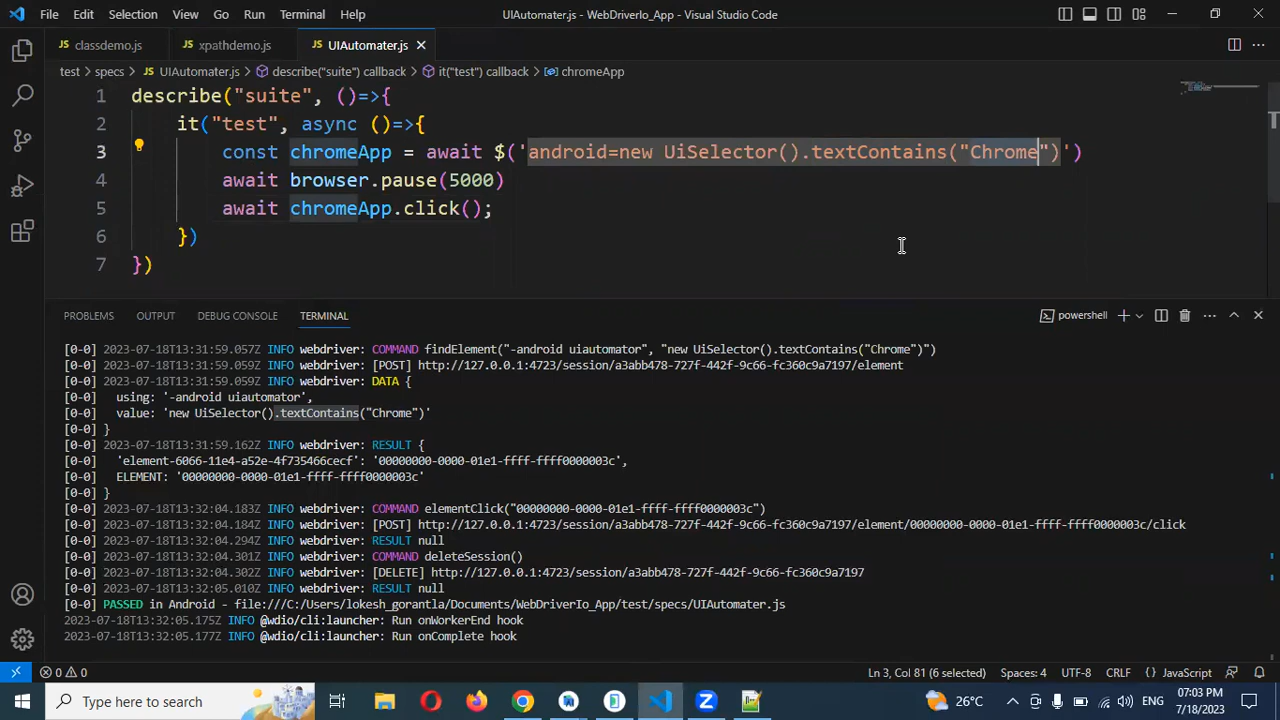 File Edit Selection View Go Run Terminal Help UIAutomater.js - WebDriverIo_App - Visual Studio Code
JS classdemo.js JS xpathdemo.js JS UIAutomater.js
test > specs > JS UIAutomater.js > describe("suite") callback > it("test") callback > chromeApp
1 describe("suite", ()=>{
2 it("test", async ()=>{
3 const chromeApp = await $('android=new UiSelector().textContains("Chrome")')
4 await browser.pause(5000)
5 await chromeApp.click();
6 })
7 })
PROBLEMS OUTPUT DEBUG CONSOLE TERMINAL powershell
[0-0] 2023-07-18T13:31:59.057Z INFO webdriver: COMMAND findElement("-android uiautomator", "new UiSelector().textContains("Chrome")")
[0-0] 2023-07-18T13:31:59.059Z INFO webdriver: [POST] http://127.0.0.1:4723/session/a3abb478-727f-442f-9c66-fc360c9a7197/element
[0-0] 2023-07-18T13:31:59.059Z INFO webdriver: DATA {
[0-0] using: '-android uiautomator',
[0-0] value: 'new UiSelector().textContains("Chrome")'
[0-0] }
[0-0] 2023-07-18T13:31:59.162Z INFO webdriver: RESULT {
[0-0] 'element-6066-11e4-a52e-4f735466cecf': '00000000-0000-01e1-ffff-ffff0000003c',
[0-0] ELEMENT: '00000000-0000-01e1-ffff-ffff0000003c'
[0-0] }
[0-0] 2023-07-18T13:32:04.183Z INFO webdriver: COMMAND elementClick("00000000-0000-01e1-ffff-ffff0000003c")
[0-0] 2023-07-18T13:32:04.184Z INFO webdriver: [POST] http://127.0.0.1:4723/session/a3abb478-727f-442f-9c66-fc360c9a7197/element/00000000-0000-01e1-ffff-ffff0000003c/click
[0-0] 2023-07-18T13:32:04.294Z INFO webdriver: RESULT null
[0-0] 2023-07-18T13:32:04.301Z INFO webdriver: COMMAND deleteSession()
[0-0] 2023-07-18T13:32:04.302Z INFO webdriver: [DELETE] http://127.0.0.1:4723/session/a3abb478-727f-442f-9c66-fc360c9a7197
[0-0] 2023-07-18T13:32:05.010Z INFO webdriver: RESULT null
[0-0] PASSED in Android - file:///C:/Users/lokesh_gorantla/Documents/WebDriverIo_App/test/specs/UIAutomater.js
2023-07-18T13:32:05.175Z INFO @wdio/cli:launcher: Run onWorkerEnd hook
2023-07-18T13:32:05.177Z INFO @wdio/cli:launcher: Run onComplete hook
0 0 Ln 3, Col 81 (6 selected) Spaces: 4 UTF-8 CRLF { } JavaScript
Type here to search 26°C ENG 07:03 PM
7/18/2023